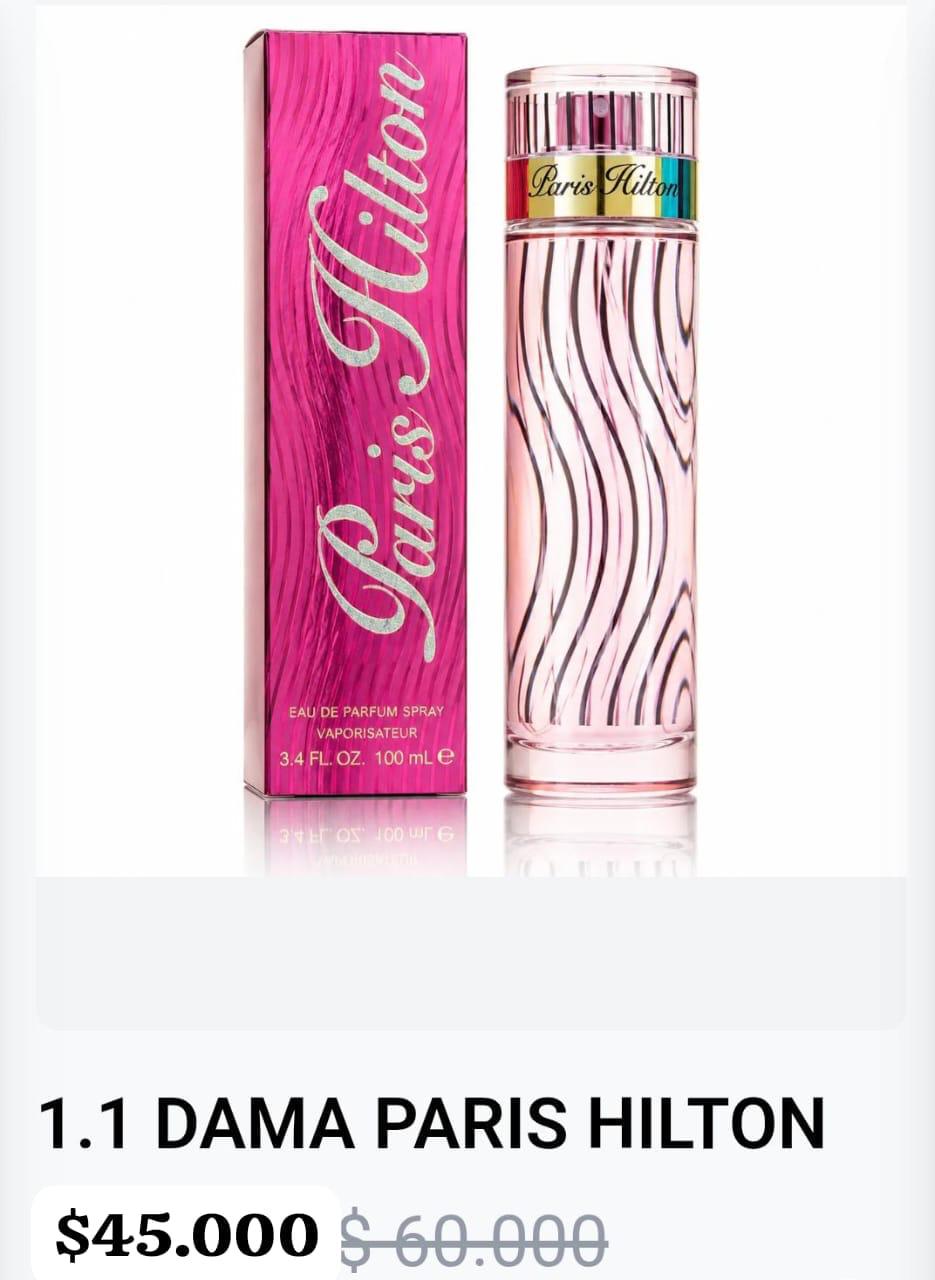 Paris Hilton
Paris Hilton
EAU DE PARFUM SPRAY
VAPORISATEUR
3.4 FL. OZ. 100 mL ℮
1.1 DAMA PARIS HILTON
$45.000 $ 60.000